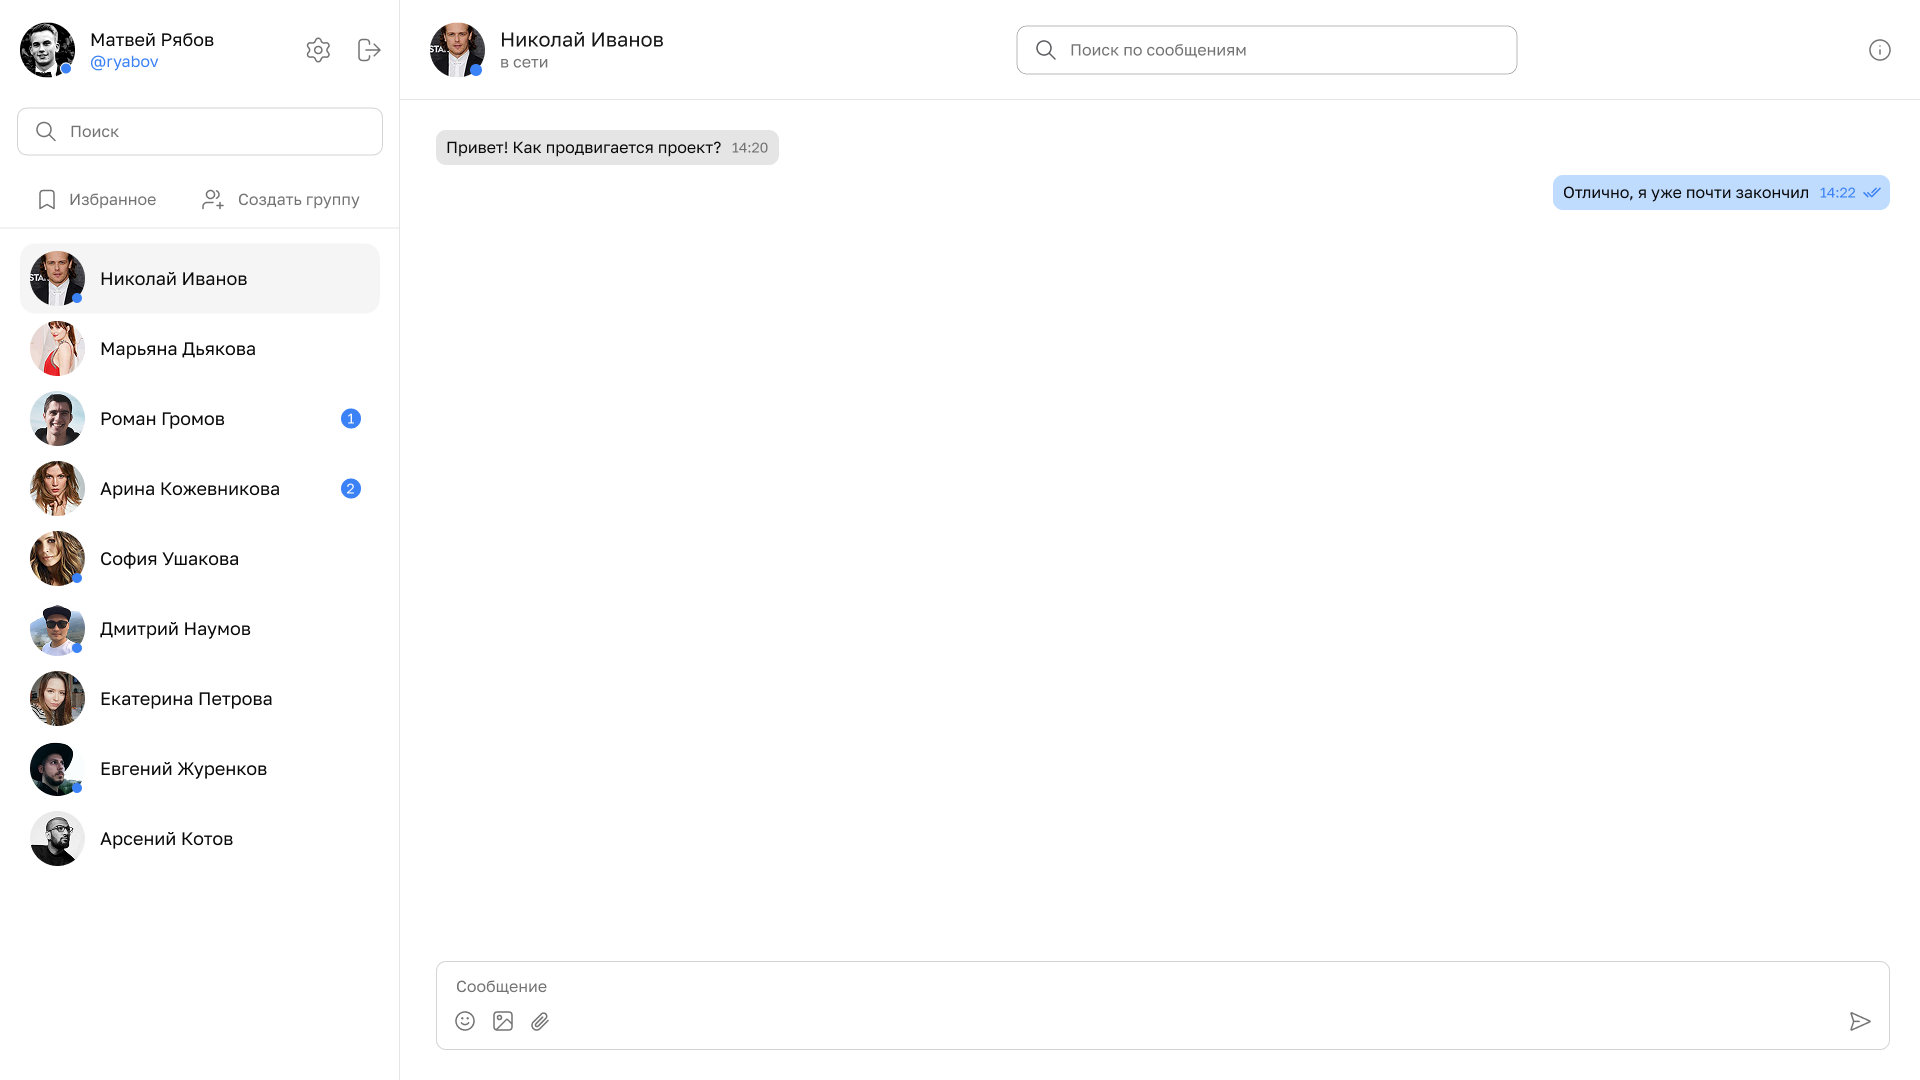 Матвей Рябов
@ryabov
Поиск
Избранное
Создать группу
STA
Николай Иванов
Марьяна Дьякова
Роман Громов
1
Арина Кожевникова
2
София Ушакова
Дмитрий Наумов
Екатерина Петрова
Евгений Журенков
Арсений Котов
STA
Николай Иванов
в сети
Поиск по сообщениям
Привет! Как продвигается проект? 14:20
Отлично, я уже почти закончил 14:22
Сообщение